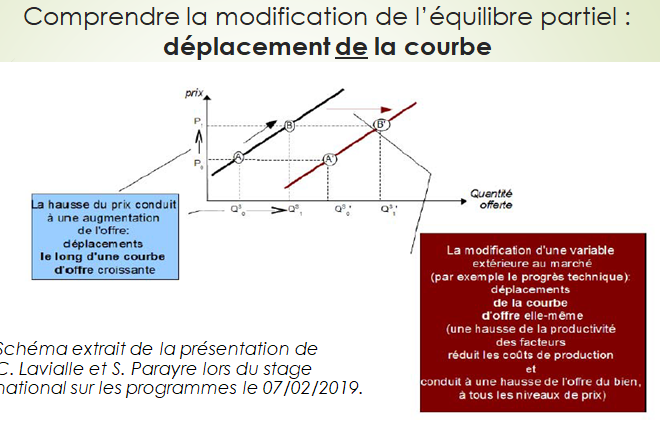 Comprendre la modification de l'équilibre partiel :
déplacement de la courbe
prix
P₁
B
B'
A
A'
P₀
Quantité
offerte
Qˢ₀
Qˢ₁
Qˢ₀'
Qˢ₁'
La hausse du prix conduit
à une augmentation
de l'offre:
déplacements
le long d'une courbe
d'offre croissante
La modification d'une variable
extérieure au marché
(par exemple le progrès technique):
déplacements
de la courbe
d'offre elle-même
(une hausse de la productivité
des facteurs
réduit les coûts de production
et
conduit à une hausse de l'offre du bien,
à tous les niveaux de prix)
Schéma extrait de la présentation de
C. Lavialle et S. Parayre lors du stage
national sur les programmes le 07/02/2019.